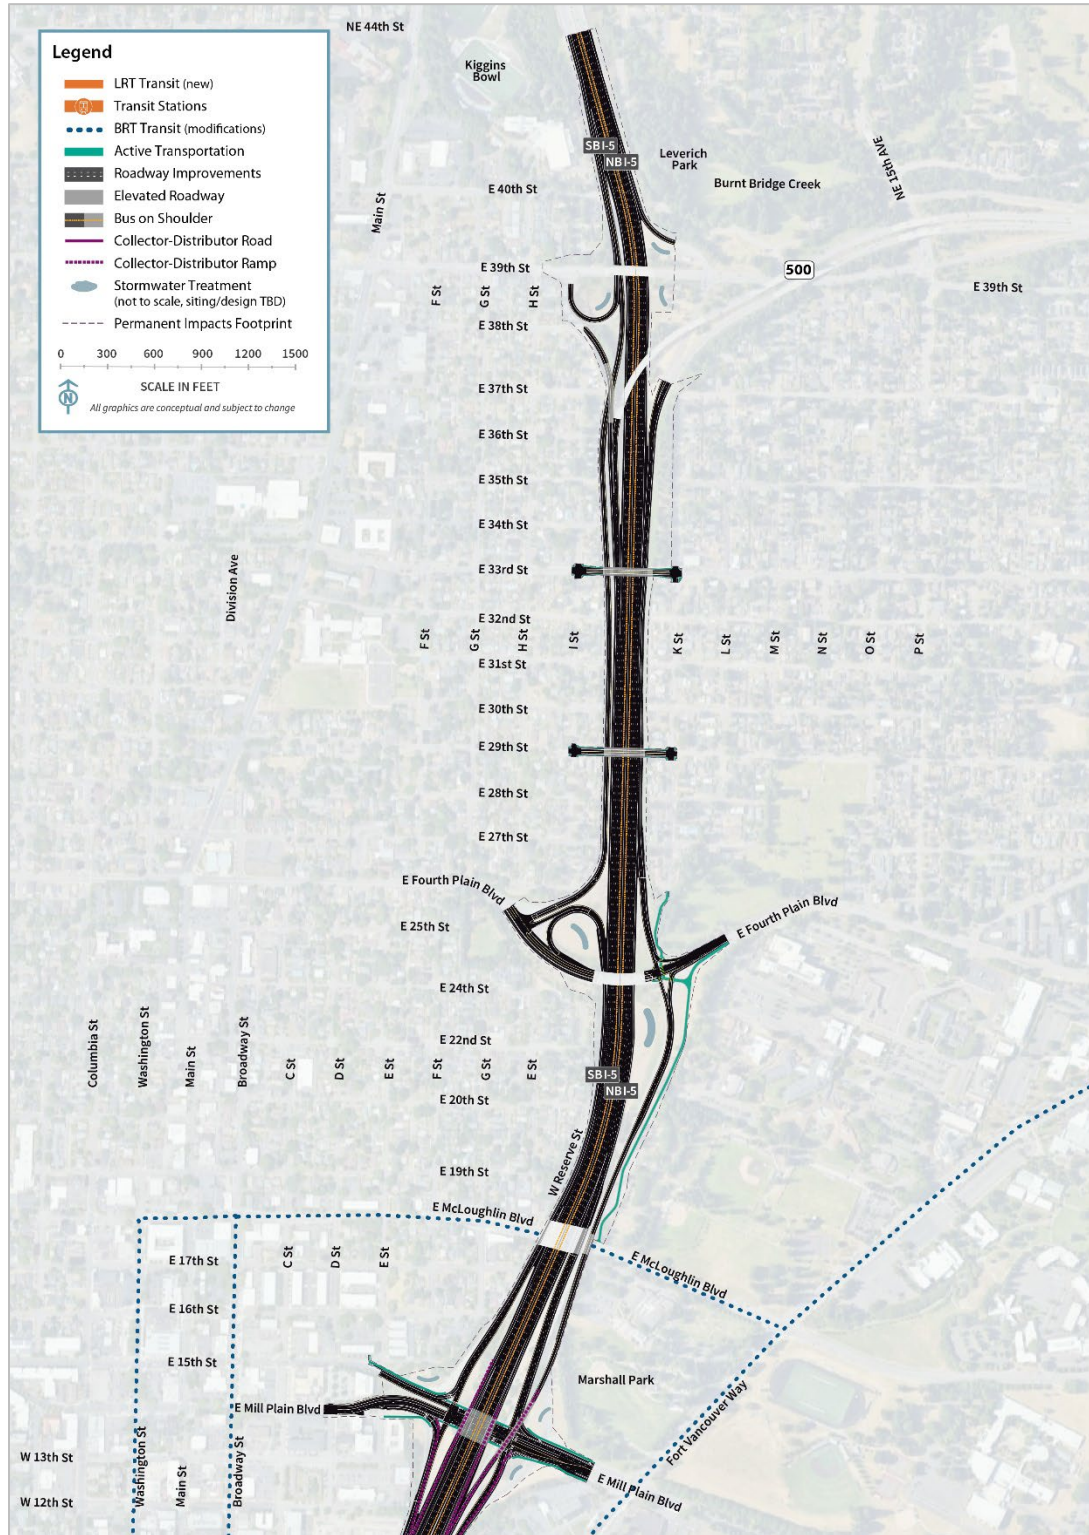 NE 44th St
Legend
LRT Transit (new)
Transit Stations
BRT Transit (modifications)
Active Transportation
Roadway Improvements
Elevated Roadway
Bus on Shoulder
Collector-Distributor Road
Collector-Distributor Ramp
Stormwater Treatment
(not to scale, siting/design TBD)
Permanent Impacts Footprint
0 300 600 900 1200 1500
SCALE IN FEET
N
All graphics are conceptual and subject to change
Kiggins
Bowl
SB I-5
NB I-5
Leverich
Park
Burnt Bridge Creek
NE 15th AVE
Main St
E 40th St
E 39th St
500
E 39th St
F St
G St
H St
E 38th St
E 37th St
E 36th St
E 35th St
E 34th St
E 33rd St
Division Ave
E 32nd St
F St
G St
H St
I St
K St
L St
M St
N St
O St
P St
E 31st St
E 30th St
E 29th St
E 28th St
E 27th St
E Fourth Plain Blvd
E Fourth Plain Blvd
E 25th St
E 24th St
E 22nd St
Columbia St
Washington St
Main St
Broadway St
C St
D St
E St
F St
G St
E St
SB I-5
NB I-5
E 20th St
W Reserve St
E 19th St
E McLoughlin Blvd
E McLoughlin Blvd
E 17th St
C St
D St
E St
E 16th St
E 15th St
Marshall Park
E Mill Plain Blvd
Fort Vancouver Way
W 13th St
Washington St
Main St
Broadway St
E Mill Plain Blvd
W 12th St